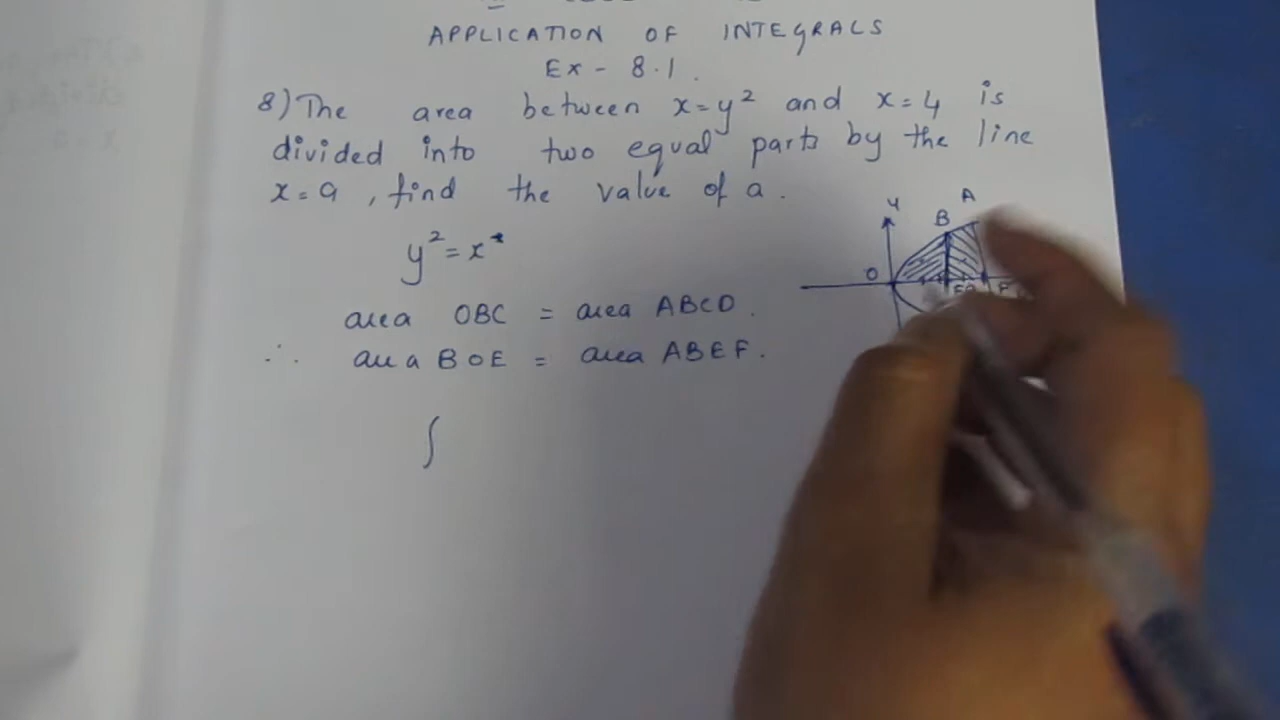 APPLICATION OF INTEGRALS
Ex - 8.1.
8) The area between x = y² and x = 4 is
divided into two equal parts by the line
x = a, find the value of a.
y² = x
area OBC = area ABCD.
∴ area BOE = area ABEF.
∫
y
A
B
O